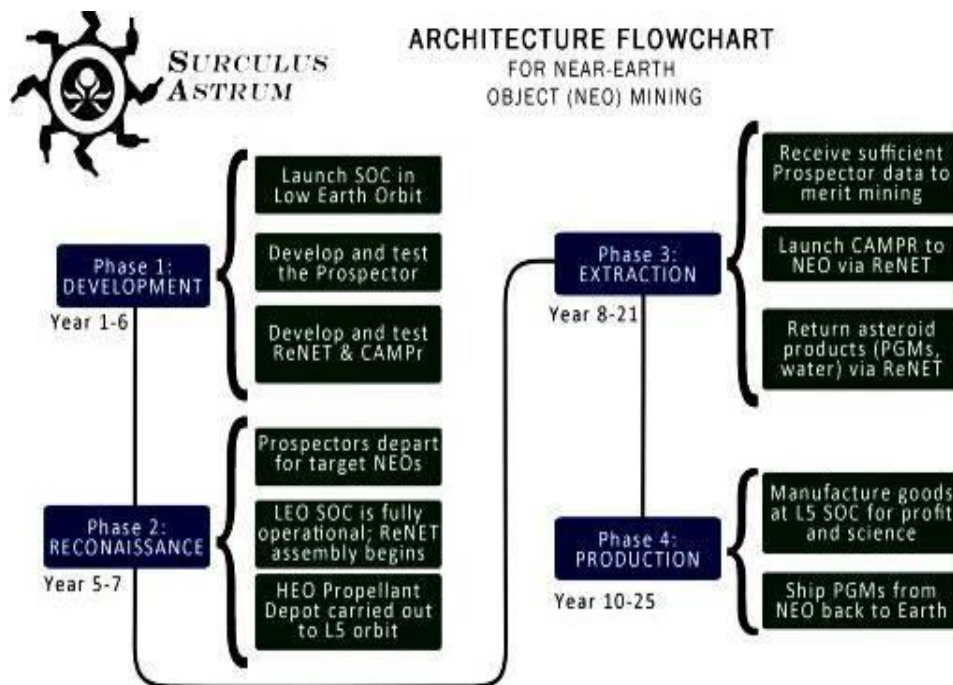 SURCULUS
ASTRUM
ARCHITECTURE FLOWCHART
FOR NEAR-EARTH
OBJECT (NEO) MINING
Phase 1:
DEVELOPMENT
Year 1-6
Launch SOC in
Low Earth Orbit
Develop and test
the Prospector
Develop and test
ReNET & CAMPr
Phase 2:
RECONAISSANCE
Year 5-7
Prospectors depart
for target NEOs
LEO SOC is fully
operational; ReNET
assembly begins
HEO Propellant
Depot carried out
to L5 orbit
Phase 3:
EXTRACTION
Year 8-21
Receive sufficient
Prospector data to
merit mining
Launch CAMPR to
NEO via ReNET
Return asteroid
products (PGMs,
water) via ReNET
Phase 4:
PRODUCTION
Year 10-25
Manufacture goods
at L5 SOC for profit
and science
Ship PGMs from
NEO back to Earth